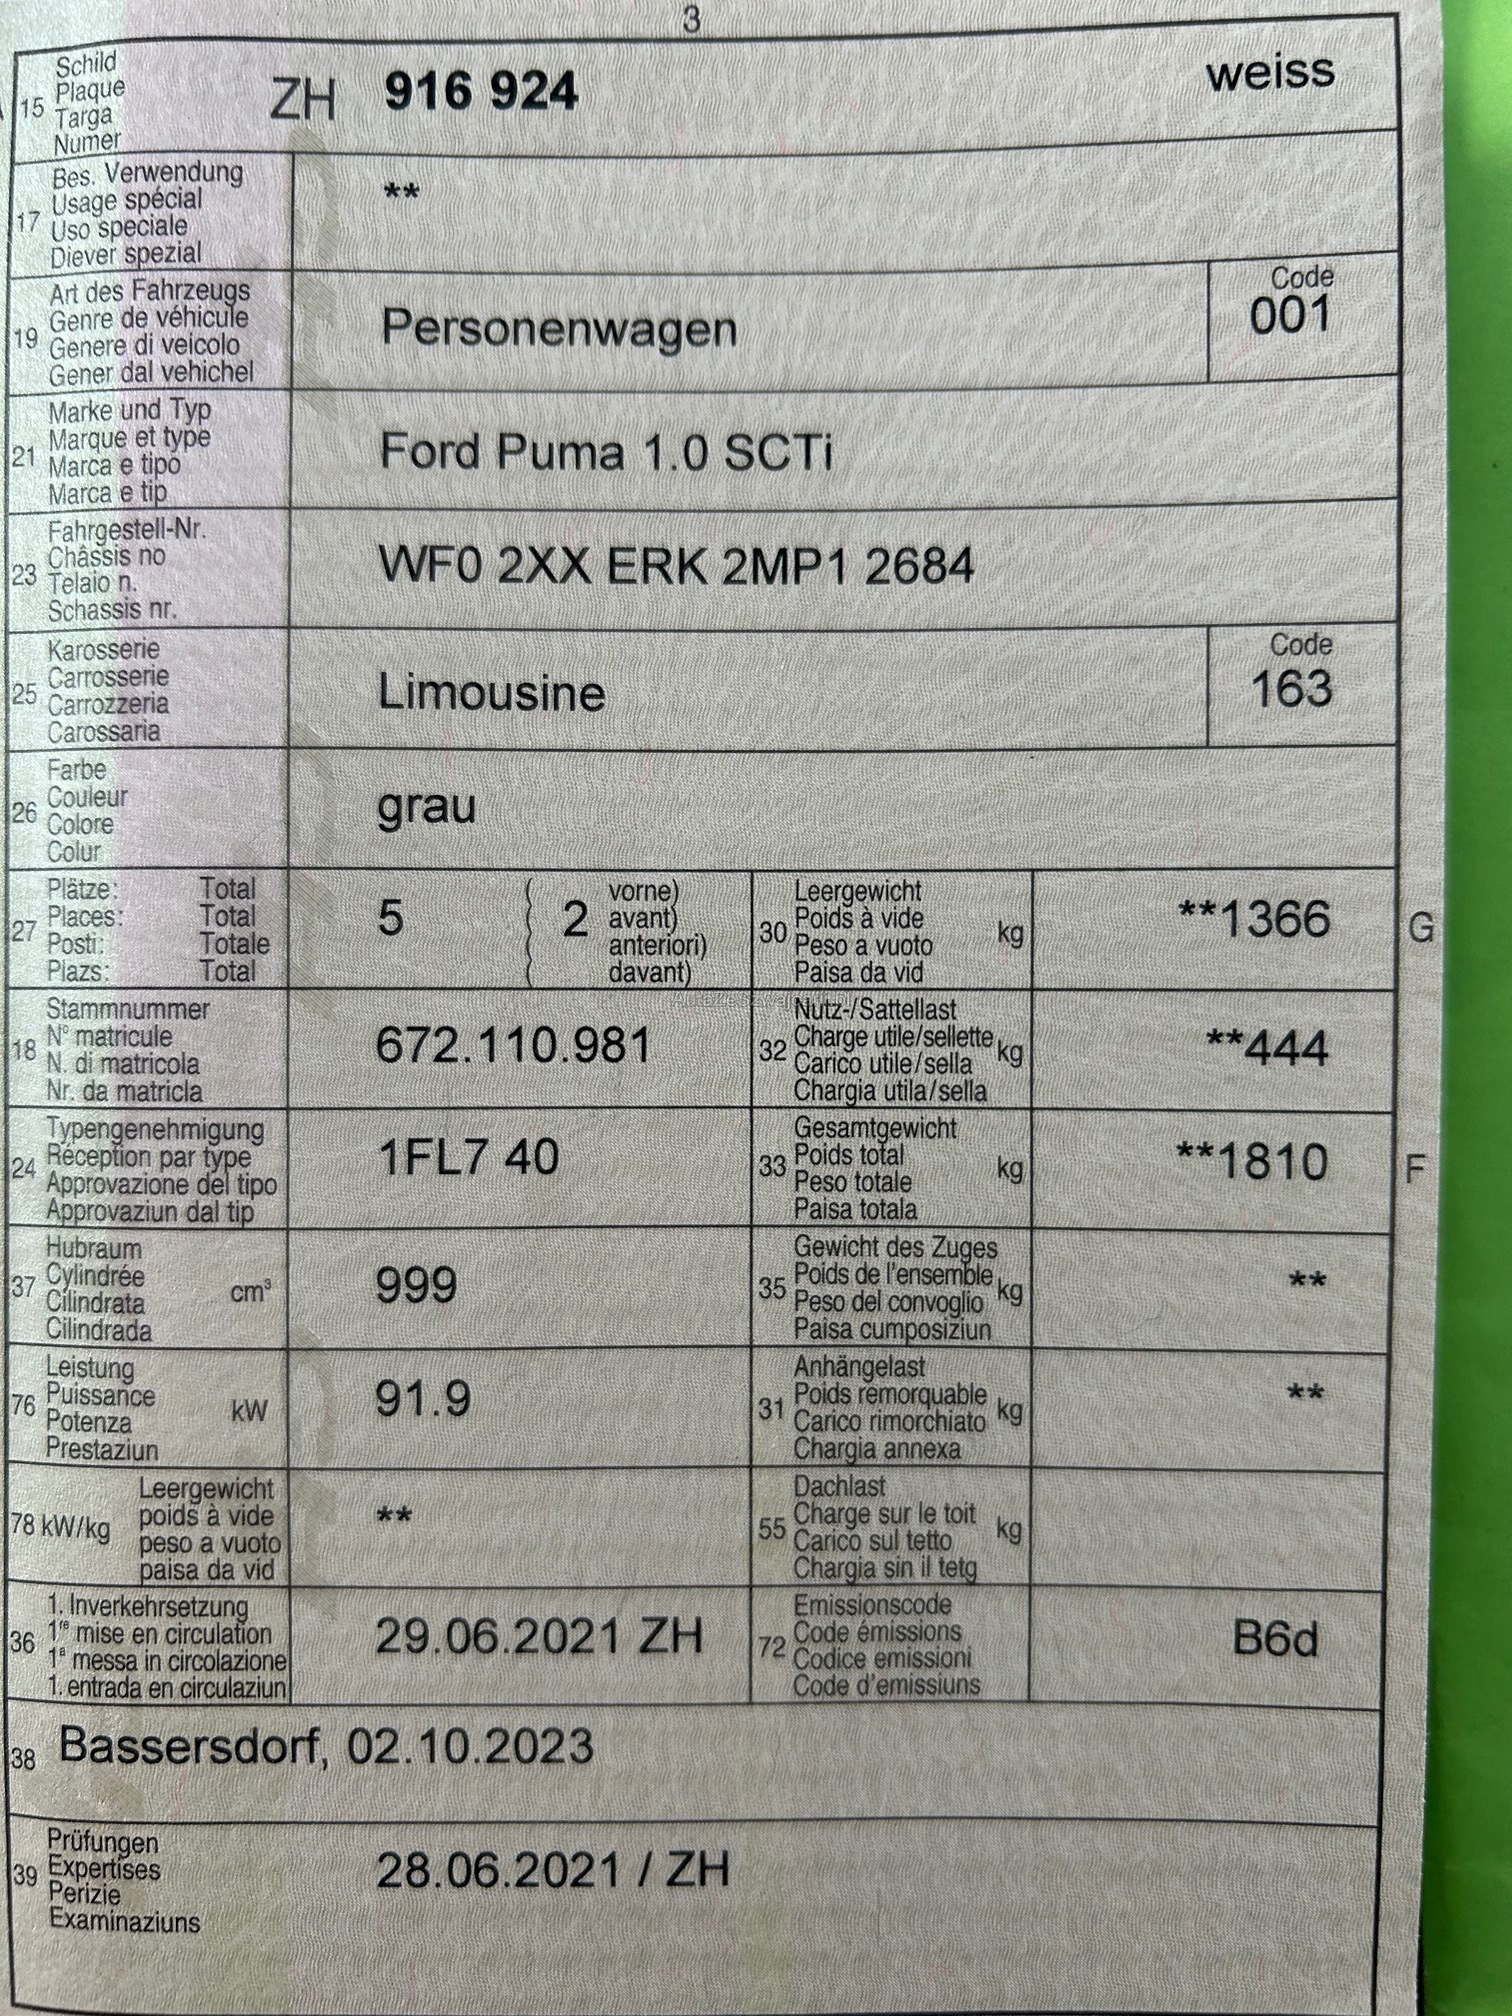 3
15 Schild
Plaque
Targa
Numer
ZH 916 924 weiss
17 Bes. Verwendung
Usage spécial
Uso speciale
Diever spezial
**
19 Art des Fahrzeugs
Genre de véhicule
Genere di veicolo
Gener dal vehichel
Personenwagen
Code
001
21 Marke und Typ
Marque et type
Marca e tipo
Marca e tip
Ford Puma 1.0 SCTi
23 Fahrgestell-Nr.
Châssis no
Telaio n.
Schassis nr.
WF0 2XX ERK 2MP1 2684
25 Karosserie
Carrosserie
Carrozzeria
Carossaria
Limousine
Code
163
26 Farbe
Couleur
Colore
Colur
grau
27 Plätze: Total
Places: Total
Posti: Totale
Plazs: Total
5 ( 2 vorne)
avant)
anteriori)
davant)
30 Leergewicht
Poids à vide
Peso a vuoto
Paisa da vid
kg
**1366
G
18 Stammnummer
N° matricule
N. di matricola
Nr. da matricla
672.110.981
32 Nutz-/Sattellast
Charge utile/sellette
Carico utile/sella
Chargia utila/sella
kg
**444
24 Typengenehmigung
Réception par type
Approvazione del tipo
Approvaziun dal tip
1FL7 40
33 Gesamtgewicht
Poids total
Peso totale
Paisa totala
kg
**1810
F
37 Hubraum
Cylindrée
Cilindrata
Cilindrada
cm³
999
35 Gewicht des Zuges
Poids de l'ensemble
Peso del convoglio
Paisa cumposiziun
kg
**
76 Leistung
Puissance
Potenza
Prestaziun
kW
91.9
31 Anhängelast
Poids remorquable
Carico rimorchiato
Chargia annexa
kg
**
78 kW/kg
Leergewicht
poids à vide
peso a vuoto
paisa da vid
**
55 Dachlast
Charge sur le toit
Carico sul tetto
Chargia sin il tetg
kg
36 1. Inverkehrsetzung
1re mise en circulation
1a messa in circolazione
1. entrada en circulaziun
29.06.2021 ZH
72 Emissionscode
Code émissions
Codice emissioni
Code d'emissiuns
B6d
38 Bassersdorf, 02.10.2023
39 Prüfungen
Expertises
Perizie
Examinaziuns
28.06.2021 / ZH